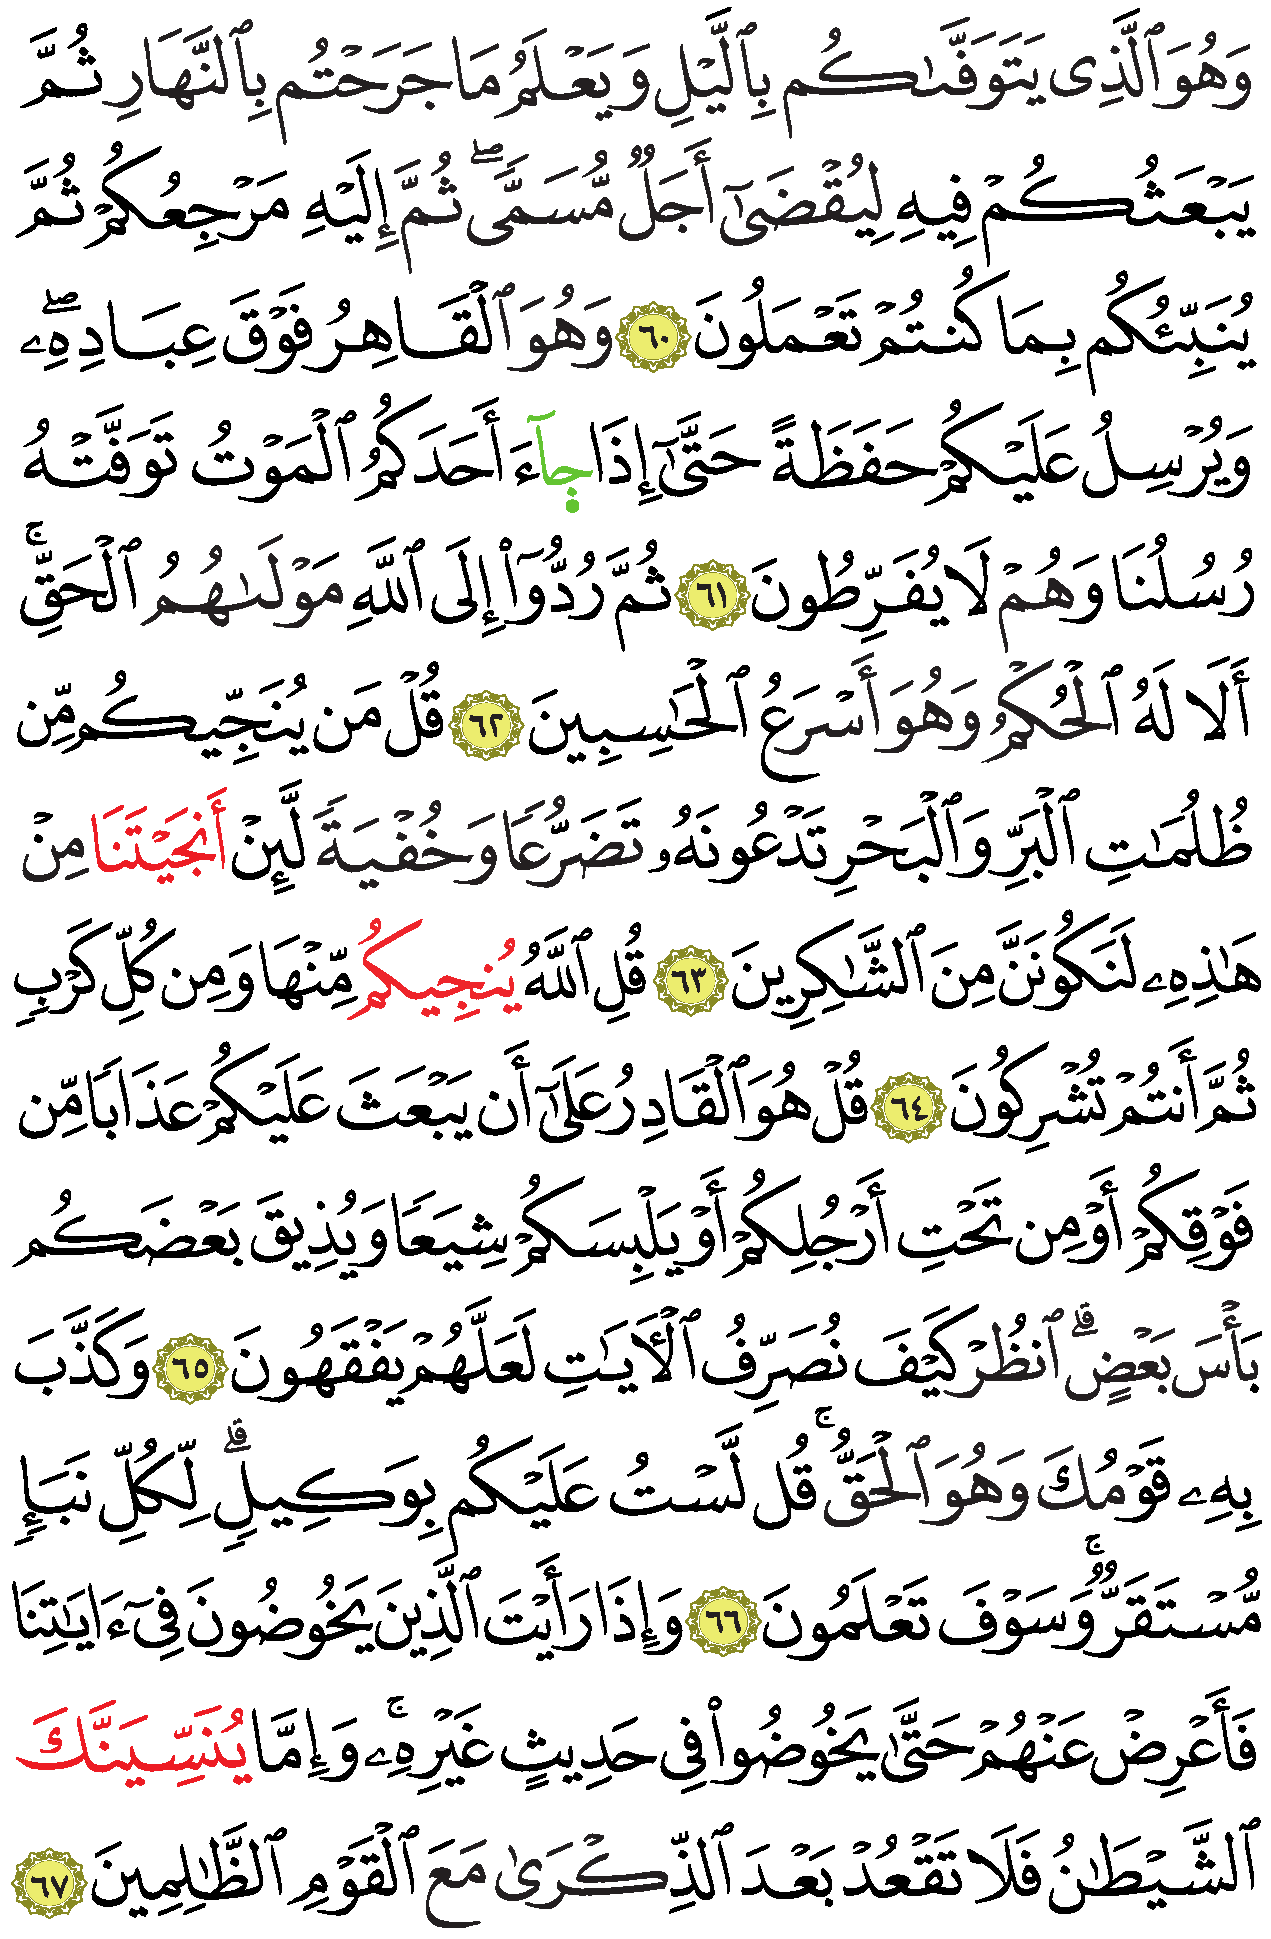 وَهُوَ ٱلَّذِى يَتَوَفَّىٰكُم بِٱلَّيْلِ وَيَعْلَمُ مَا جَرَحْتُم بِٱلنَّهَارِ ثُمَّ
يَبْعَثُكُمْ فِيهِ لِيُقْضَىٰٓ أَجَلٌ مُّسَمًّى ۖ ثُمَّ إِلَيْهِ مَرْجِعُكُمْ ثُمَّ
يُنَبِّئُكُم بِمَا كُنتُمْ تَعْمَلُونَ ٦٠ وَهُوَ ٱلْقَاهِرُ فَوْقَ عِبَادِهِۦ ۖ
وَيُرْسِلُ عَلَيْكُمْ حَفَظَةً حَتَّىٰٓ إِذَا جَآءَ أَحَدَكُمُ ٱلْمَوْتُ تَوَفَّتْهُ
رُسُلُنَا وَهُمْ لَا يُفَرِّطُونَ ٦١ ثُمَّ رُدُّوٓا۟ إِلَى ٱللَّهِ مَوْلَىٰهُمُ ٱلْحَقِّ ۚ
أَلَا لَهُ ٱلْحُكْمُ وَهُوَ أَسْرَعُ ٱلْحَٰسِبِينَ ٦٢ قُلْ مَن يُنَجِّيكُم مِّن
ظُلُمَٰتِ ٱلْبَرِّ وَٱلْبَحْرِ تَدْعُونَهُۥ تَضَرُّعًا وَخُفْيَةً لَّئِنْ أَنجَيْتَنَا مِنْ
هَٰذِهِۦ لَنَكُونَنَّ مِنَ ٱلشَّٰكِرِينَ ٦٣ قُلِ ٱللَّهُ يُنجِيكُم مِّنْهَا وَمِن كُلِّ كَرْبٍ
ثُمَّ أَنتُمْ تُشْرِكُونَ ٦٤ قُلْ هُوَ ٱلْقَادِرُ عَلَىٰٓ أَن يَبْعَثَ عَلَيْكُمْ عَذَابًا مِّن
فَوْقِكُمْ أَوْ مِن تَحْتِ أَرْجُلِكُمْ أَوْ يَلْبِسَكُمْ شِيَعًا وَيُذِيقَ بَعْضَكُم
بَأْسَ بَعْضٍ ۗ ٱنظُرْ كَيْفَ نُصَرِّفُ ٱلْأَيَٰتِ لَعَلَّهُمْ يَفْقَهُونَ ٦٥ وَكَذَّبَ
بِهِۦ قَوْمُكَ وَهُوَ ٱلْحَقُّ ۚ قُل لَّسْتُ عَلَيْكُم بِوَكِيلٍ ۗ لِّكُلِّ نَبَإٍ
مُّسْتَقَرٌّ ۚ وَسَوْفَ تَعْلَمُونَ ٦٦ وَإِذَا رَأَيْتَ ٱلَّذِينَ يَخُوضُونَ فِىٓ ءَايَٰتِنَا
فَأَعْرِضْ عَنْهُمْ حَتَّىٰ يَخُوضُوا۟ فِى حَدِيثٍ غَيْرِهِۦ ۚ وَإِمَّا يُنَسِّيَنَّكَ
ٱلشَّيْطَٰنُ فَلَا تَقْعُدْ بَعْدَ ٱلذِّكْرَىٰ مَعَ ٱلْقَوْمِ ٱلظَّٰلِمِينَ ٦٧